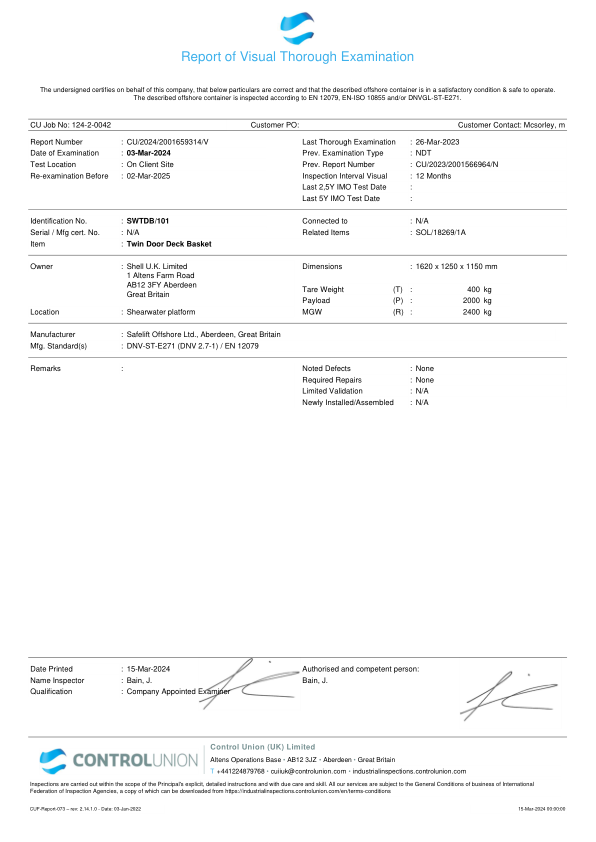 Report of Visual Thorough Examination
The undersigned certifies on behalf of this company, that below particulars are correct and that the described offshore container is in a satisfactory condition & safe to operate.
The described offshore container is inspected according to EN 12079, EN-ISO 10855 and/or DNVGL-ST-E271.
CU Job No: 124-2-0042 Customer PO: Customer Contact: Mcsorley, m
Report Number : CU/2024/2001659314/V Last Thorough Examination : 26-Mar-2023
Date of Examination : 03-Mar-2024 Prev. Examination Type : NDT
Test Location : On Client Site Prev. Report Number : CU/2023/2001566964/N
Re-examination Before : 02-Mar-2025 Inspection Interval Visual : 12 Months
Last 2,5Y IMO Test Date :
Last 5Y IMO Test Date :
Identification No. : SWTDB/101 Connected to : N/A
Serial / Mfg cert. No. : N/A Related Items : SOL/18269/1A
Item : Twin Door Deck Basket
Owner : Shell U.K. Limited Dimensions : 1620 x 1250 x 1150 mm
1 Altens Farm Road
AB12 3FY Aberdeen
Great Britain
Tare Weight (T) : 400 kg
Payload (P) : 2000 kg
Location : Shearwater platform MGW (R) : 2400 kg
Manufacturer : Safelift Offshore Ltd., Aberdeen, Great Britain
Mfg. Standard(s) : DNV-ST-E271 (DNV 2.7-1) / EN 12079
Remarks : Noted Defects : None
Required Repairs : None
Limited Validation : N/A
Newly Installed/Assembled : N/A
Date Printed : 15-Mar-2024 Authorised and competent person:
Name Inspector : Bain, J. Bain, J.
Qualification : Company Appointed Examiner
CONTROLUNION
Control Union (UK) Limited
Altens Operations Base · AB12 3JZ · Aberdeen · Great Britain
T +441224879768 · cuiiuk@controlunion.com · industrialinspections.controlunion.com
Inspections are carried out within the scope of the Principal's explicit, detailed instructions and with due care and skill. All our services are subject to the General Conditions of business of International
Federation of Inspection Agencies, a copy of which can be downloaded from https://industrialinspections.controlunion.com/en/terms-conditions
CUF-Report-073 – rev: 2.14.1.0 - Date: 03-Jan-2022 15-Mar-2024 00:00:00